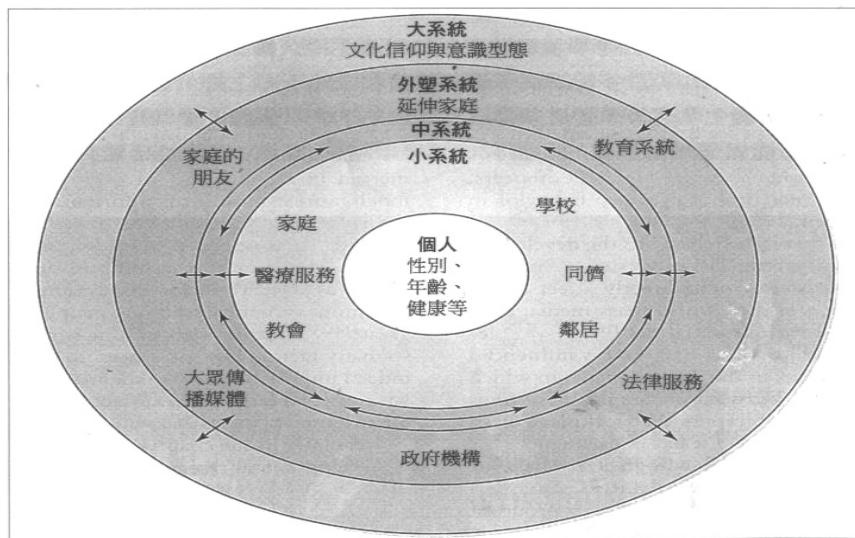 大系統
文化信仰與意識型態
外塑系統
延伸家庭
中系統
小系統
家庭的
朋友
教育系統
家庭
學校
個人
性別、
年齡、
健康等
醫療服務
同儕
教會
鄰居
大眾傳
播媒體
法律服務
政府機構